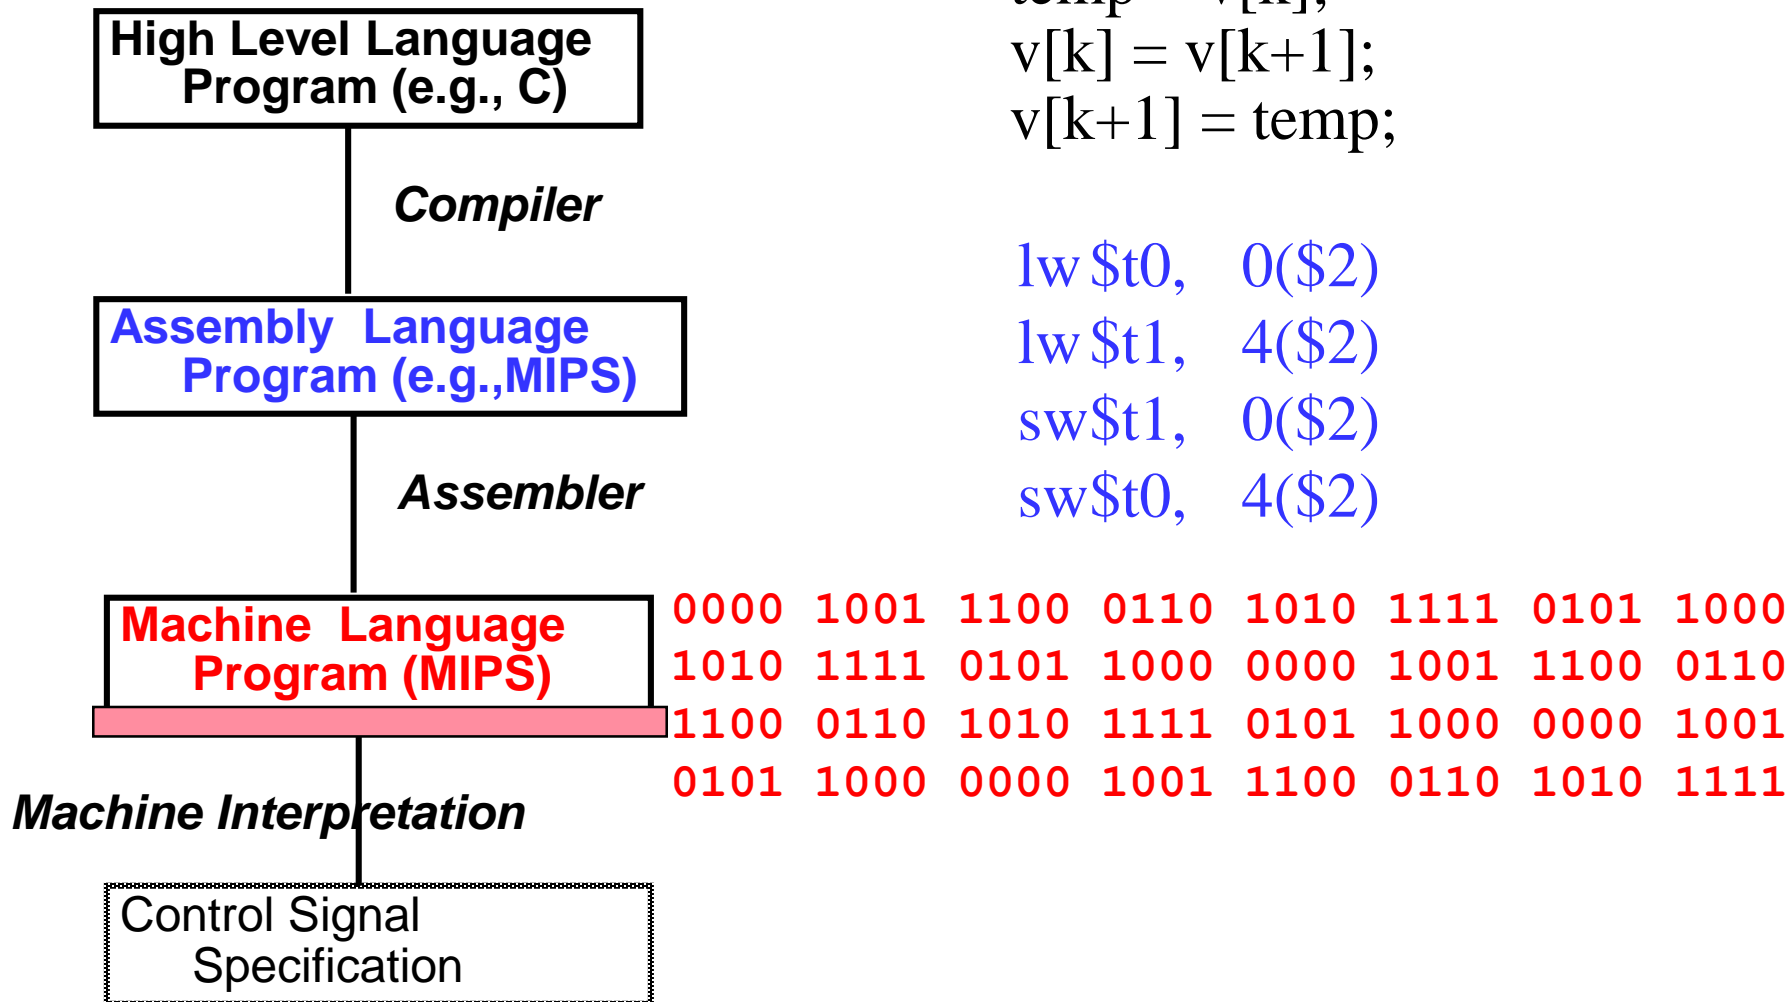 temp = v[k];
High Level Language
Program (e.g., C)
v[k] = v[k+1];
v[k+1] = temp;
Compiler
lw $t0, 0($2)
Assembly Language
Program (e.g.,MIPS)
lw $t1, 4($2)
sw$t1, 0($2)
sw$t0, 4($2)
Assembler
Machine Language
Program (MIPS)
0000 1001 1100 0110 1010 1111 0101 1000
1010 1111 0101 1000 0000 1001 1100 0110
1100 0110 1010 1111 0101 1000 0000 1001
0101 1000 0000 1001 1100 0110 1010 1111
Machine Interpretation
Control Signal
Specification